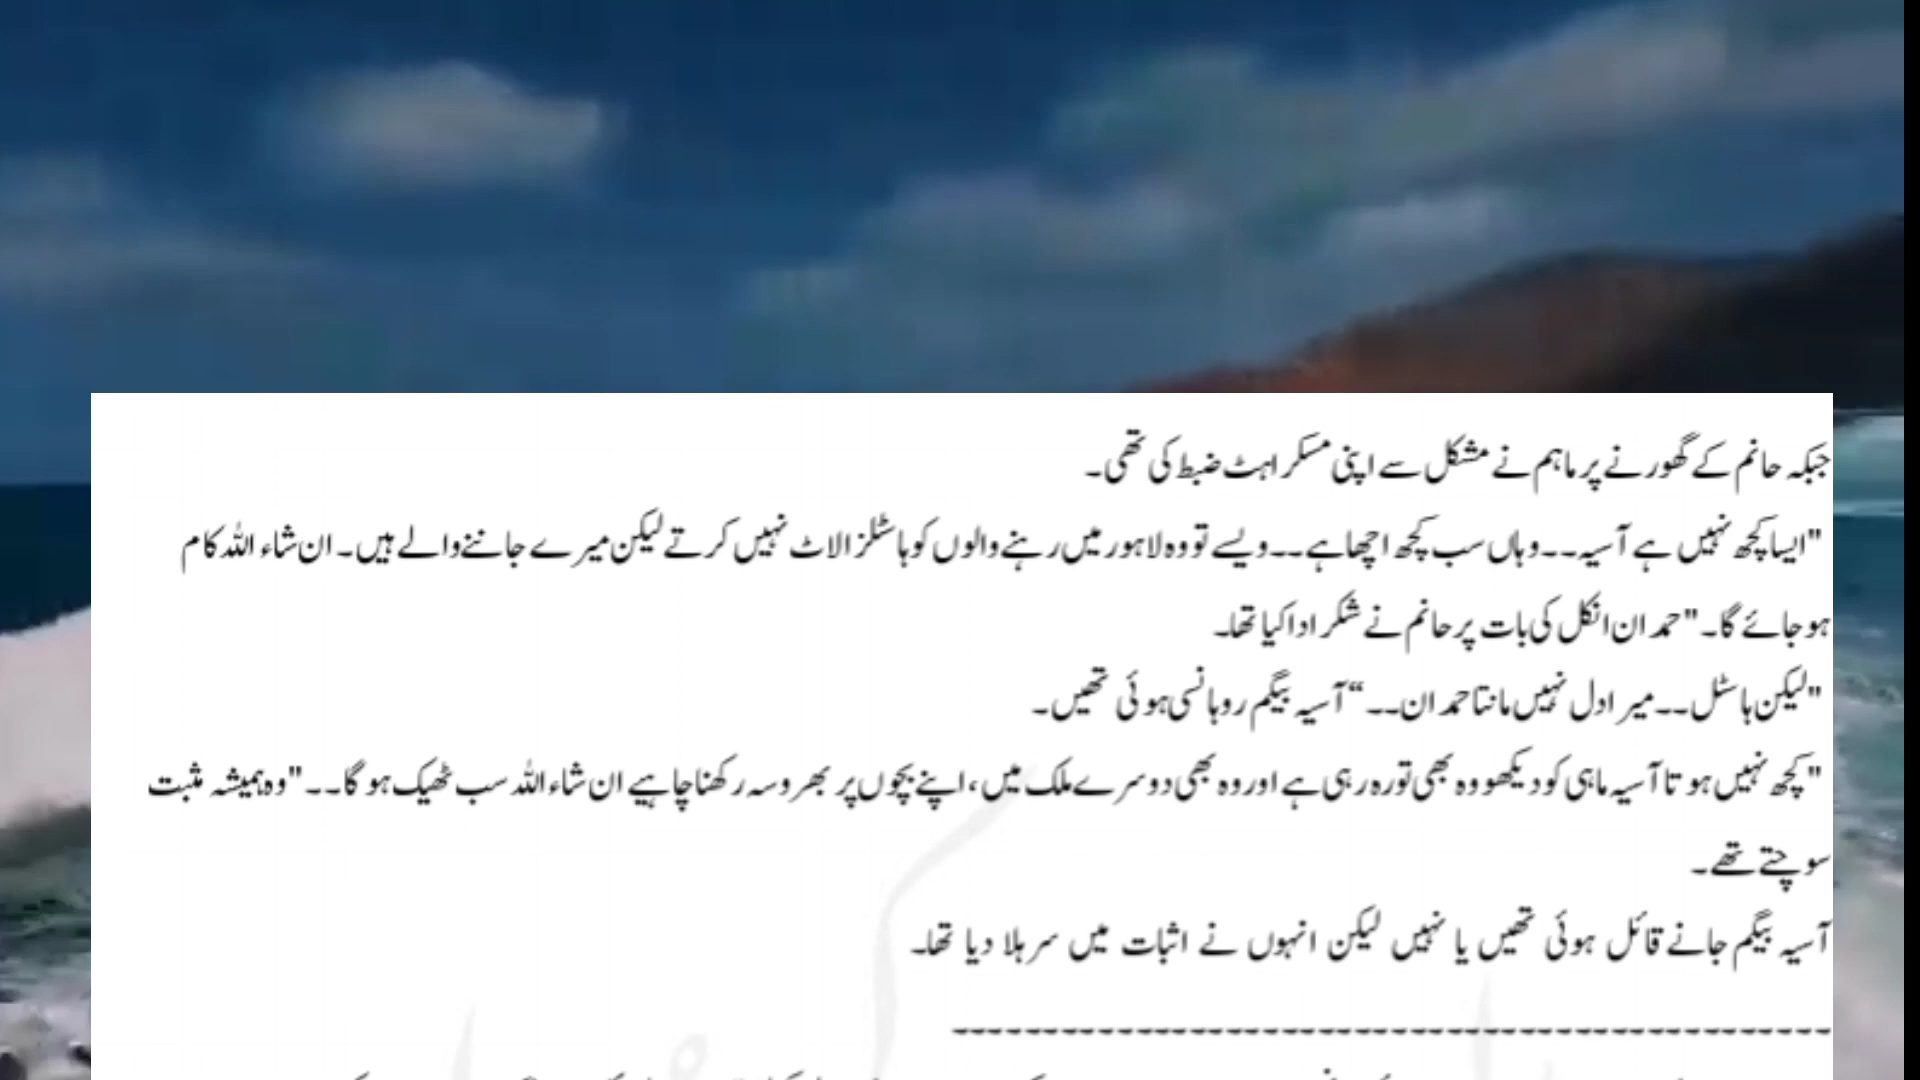 جبکہ حانم کے گھورنے پر ماہم نے مشکل سے اپنی مسکراہٹ ضبط کی تھی۔
"ایسا کچھ نہیں ہے آسیہ۔۔وہاں سب کچھ اچھا ہے۔۔ویسے تو وہ لاہور میں رہنے والوں کو ہاسٹلز الاٹ نہیں کرتے لیکن میرے جاننے والے ہیں۔ ان شاء اللہ کام
ہو جائے گا۔" حمدان انکل کی بات پر حانم نے شکر ادا کیا تھا۔
"لیکن ہاسٹل۔۔میرا دل نہیں مانتا حمدان۔۔“ آسیہ بیگم روہانسی ہوئی تھیں۔
"کچھ نہیں ہوتا آسیہ ماہی کو دیکھو وہ بھی تو رہ رہی ہے اور وہ بھی دوسرے ملک میں، اپنے بچوں پر بھروسہ رکھنا چاہیے ان شاء اللہ سب ٹھیک ہو گا۔۔" وہ ہمیشہ مثبت
سوچتے تھے۔
آسیہ بیگم جانے قائل ہوئی تھیں یا نہیں لیکن انہوں نے اثبات میں سر ہلا دیا تھا۔